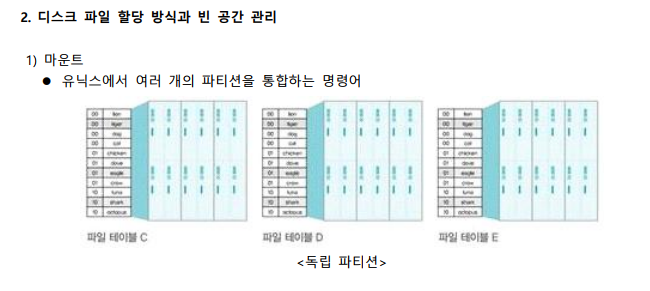 2. 디스크 파일 할당 방식과 빈 공간 관리
1) 마운트
● 유닉스에서 여러 개의 파티션을 통합하는 명령어
00 lion 00 lion 00 lion
00 tiger 00 tiger 00 tiger
00 dog 00 dog 00 dog
00 cat 00 cat 00 cat
01 chicken 01 chicken 01 chicken
01 dove 01 dove 01 dove
01 eagle 01 eagle 01 eagle
01 crow 01 crow 01 crow
10 tuna 10 tuna 10 tuna
10 shark 10 shark 10 shark
10 octopus 10 octopus 10 octopus
파일 테이블 C 파일 테이블 D 파일 테이블 E
<독립 파티션>